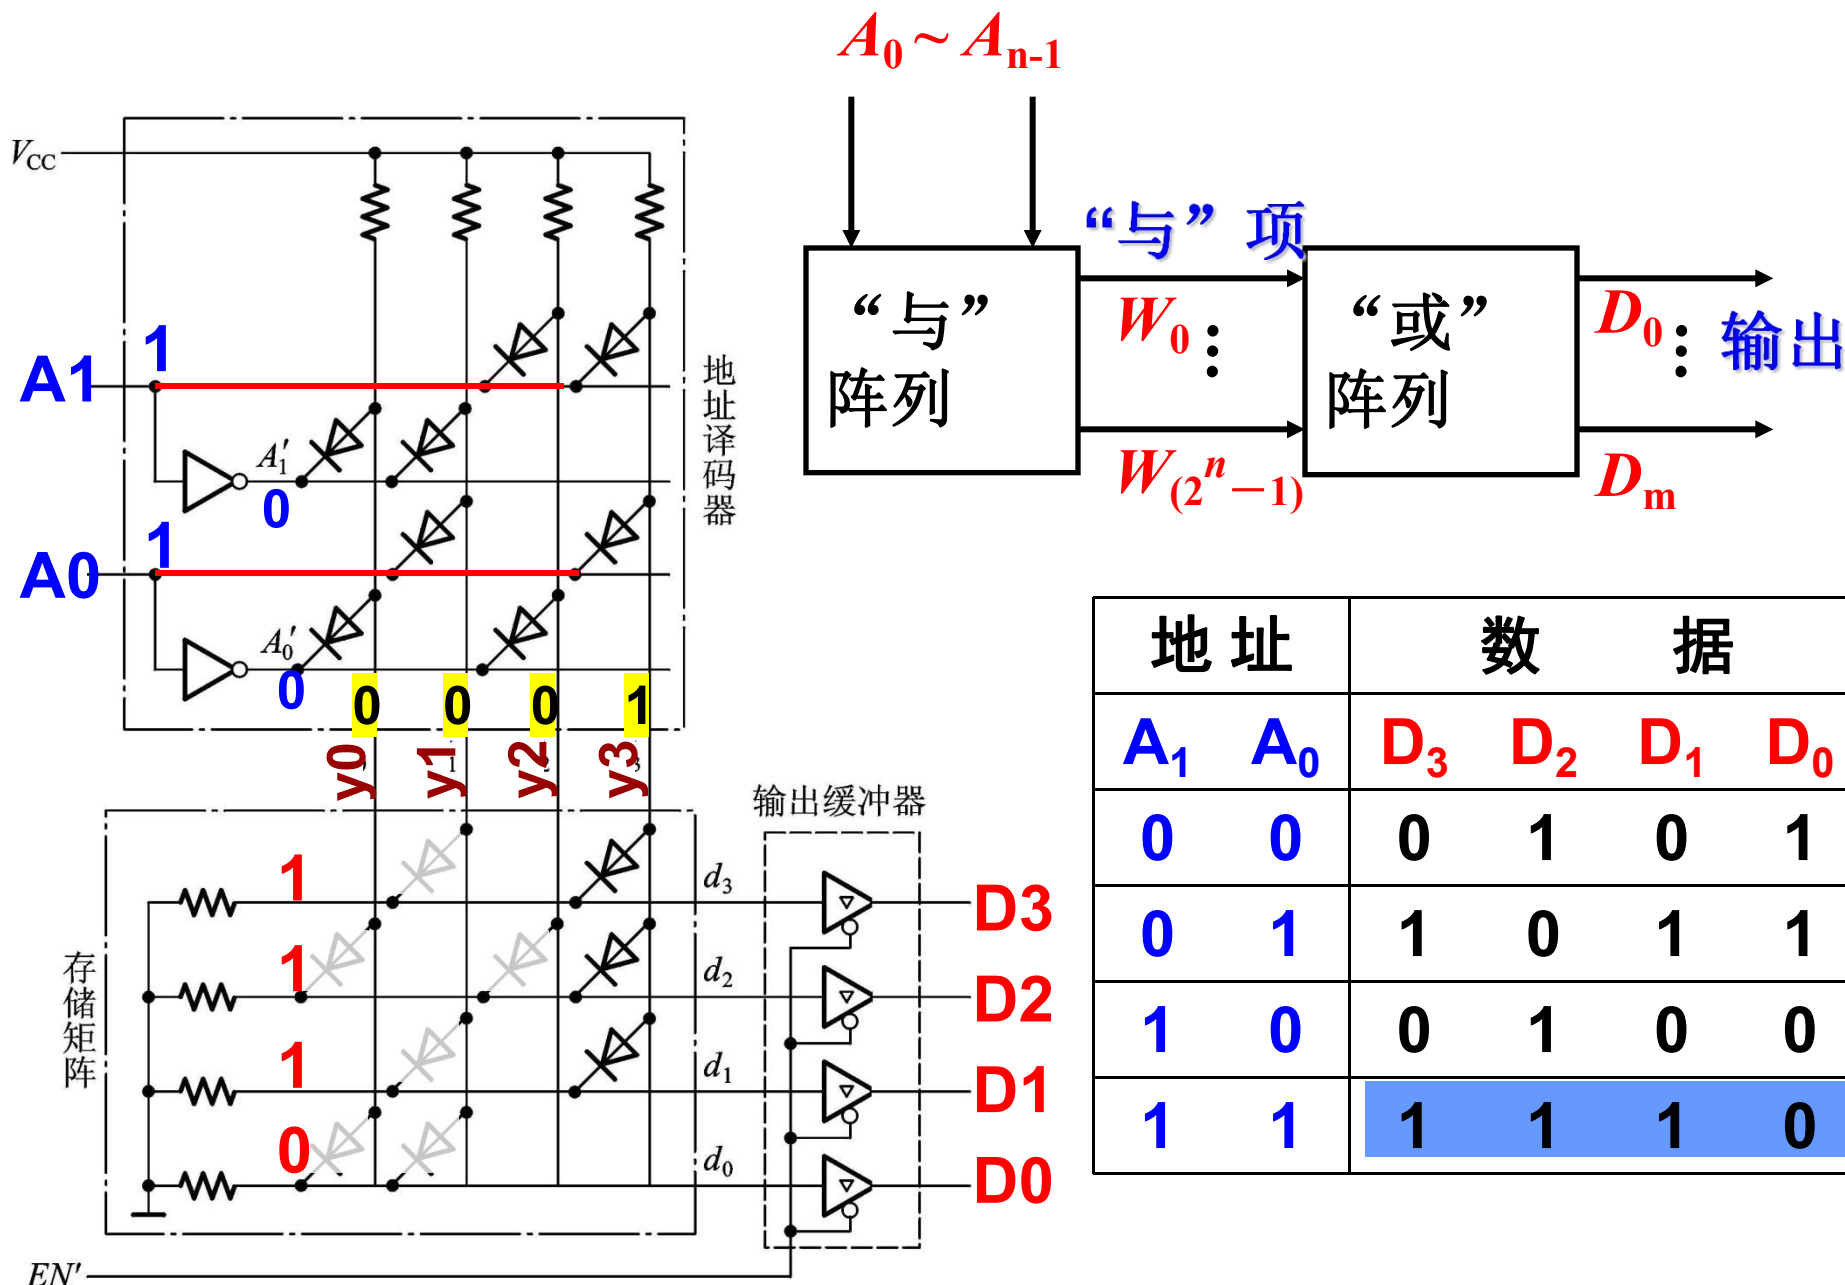 A0 ~ An-1
VCC
“与” 项
“与”
阵列
W0
W(2^n－1)
“或”
阵列
D0
输出
Dm
1
A1
A1′
0
1
A0
A0′
0
地址译码器
0 0 0 1
y0 y1 y2 y3
输出缓冲器
存储矩阵
1 d3 D3
1 d2 D2
1 d1 D1
0 d0 D0
EN′
地 址 数 据
A1 A0 D3 D2 D1 D0
0 0 0 1 0 1
0 1 1 0 1 1
1 0 0 1 0 0
1 1 1 1 1 0